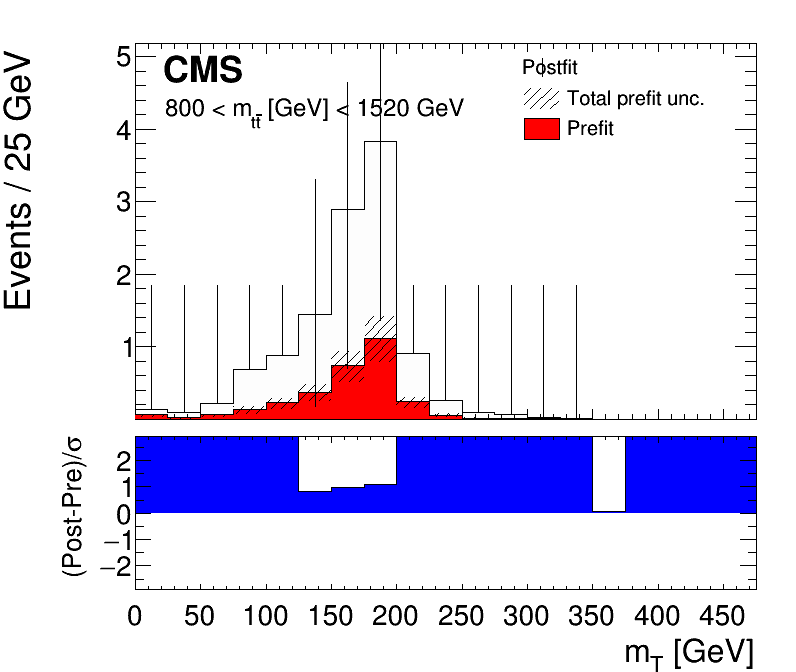 CMS
800 < m_tt̄ [GeV] < 1520 GeV
Postfit
Total prefit unc.
Prefit
Events / 25 GeV
5
4
3
2
1
(Post-Pre)/σ
2
1
0
−1
−2
0 50 100 150 200 250 300 350 400 450
m_T [GeV]